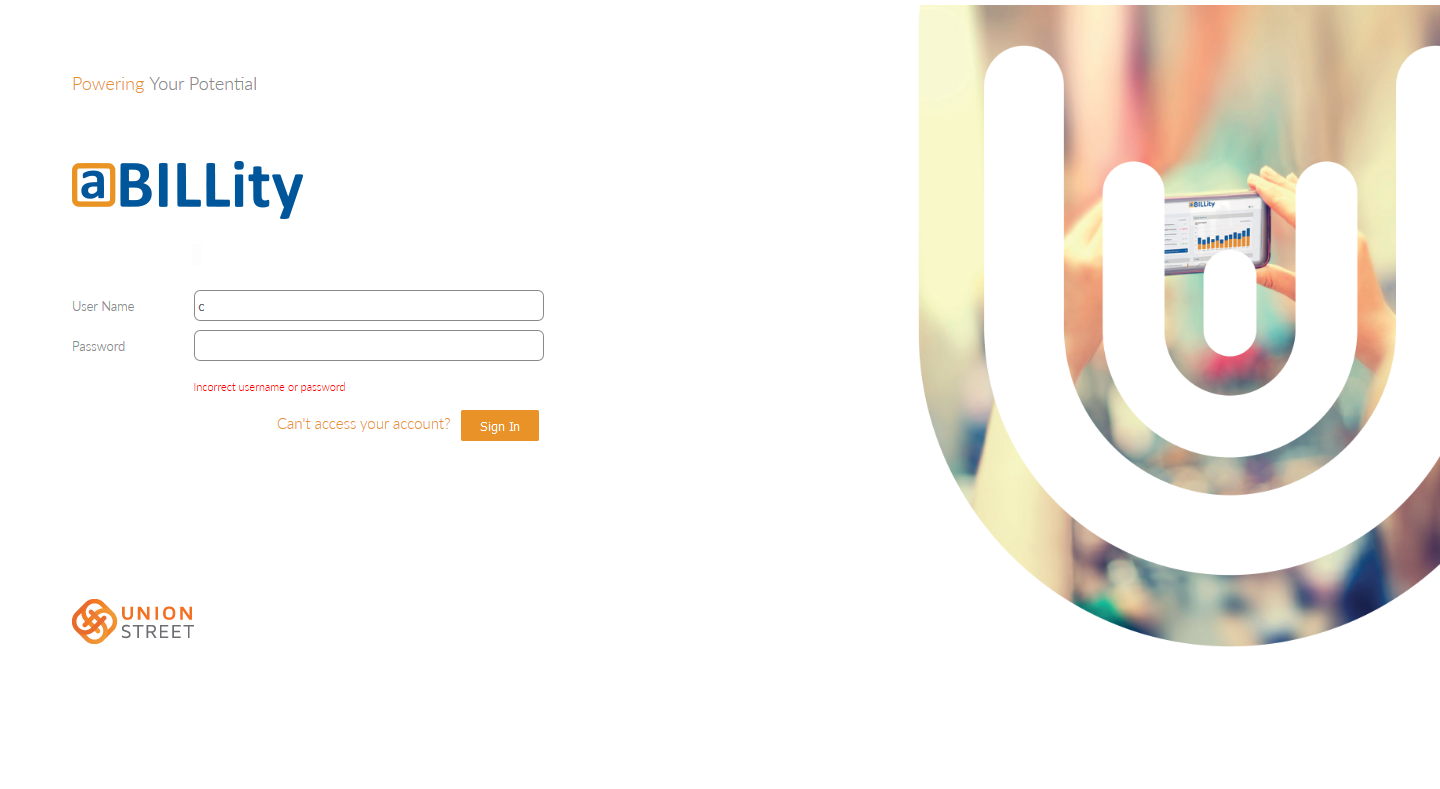 Powering Your Potential
aBILLity
aBILLity
User Name
c
Password
Incorrect username or password
Can't access your account?
Sign In
UNION
STREET